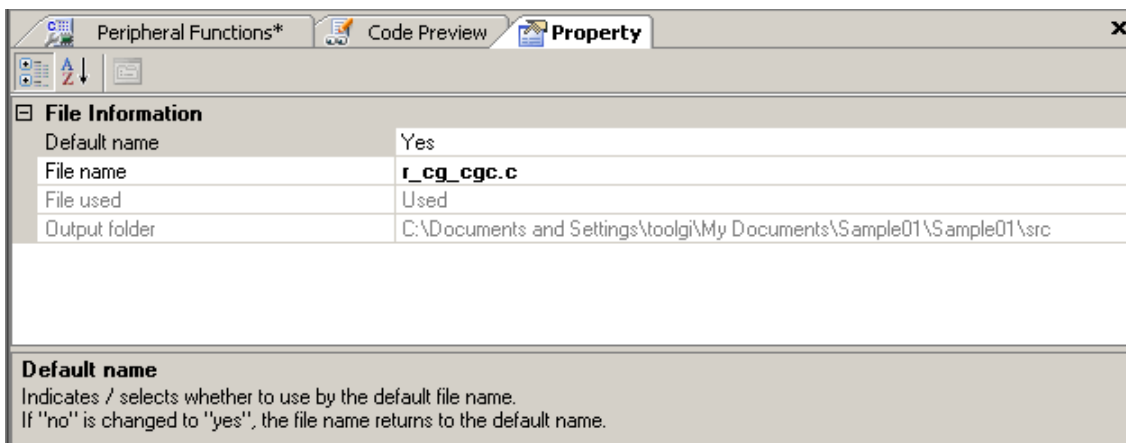 Peripheral Functions* Code Preview Property
File Information
Default name Yes
File name r_cg_cgc.c
File used Used
Output folder C:\Documents and Settings\toolgi\My Documents\Sample01\Sample01\src
Default name
Indicates / selects whether to use by the default file name.
If "no" is changed to "yes", the file name returns to the default name.